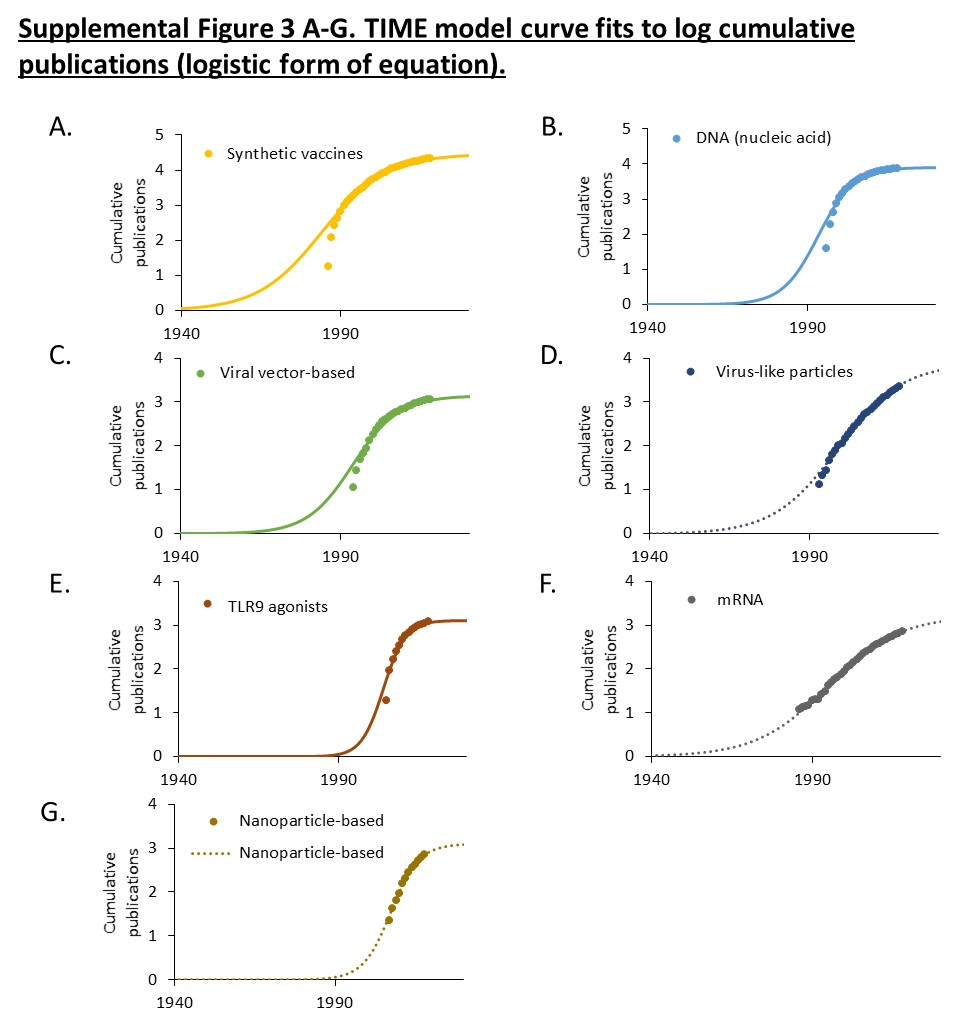 Supplemental Figure 3 A-G. TIME model curve fits to log cumulative
publications (logistic form of equation).
A.
Cumulative
publications
5
4
3
2
1
0
1940
1990
Synthetic vaccines
B.
Cumulative
publications
5
4
3
2
1
0
1940
1990
DNA (nucleic acid)
C.
Cumulative
publications
4
3
2
1
0
1940
1990
Viral vector-based
D.
Cumulative
publications
4
3
2
1
0
1940
1990
Virus-like particles
E.
Cumulative
publications
4
3
2
1
0
1940
1990
TLR9 agonists
F.
Cumulative
publications
4
3
2
1
0
1940
1990
mRNA
G.
Cumulative
publications
4
3
2
1
0
1940
1990
Nanoparticle-based
Nanoparticle-based